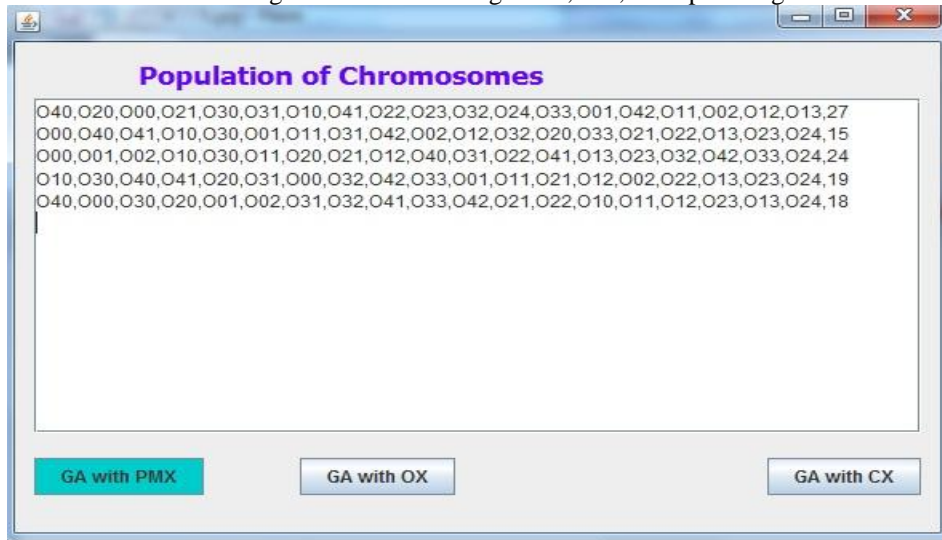 Population of Chromosomes
O40,O20,O00,O21,O30,O31,O10,O41,O22,O23,O32,O24,O33,O01,O42,O11,O02,O12,O13,27
O00,O40,O41,O10,O30,O01,O11,O31,O42,O02,O12,O32,O20,O33,O21,O22,O13,O23,O24,15
O00,O01,O02,O10,O30,O11,O20,O21,O12,O40,O31,O22,O41,O13,O23,O32,O42,O33,O24,24
O10,O30,O40,O41,O20,O31,O00,O32,O42,O33,O01,O11,O21,O12,O02,O22,O13,O23,O24,19
O40,O00,O30,O20,O01,O02,O31,O32,O41,O33,O42,O21,O22,O10,O11,O12,O23,O13,O24,18
GA with PMX GA with OX GA with CX